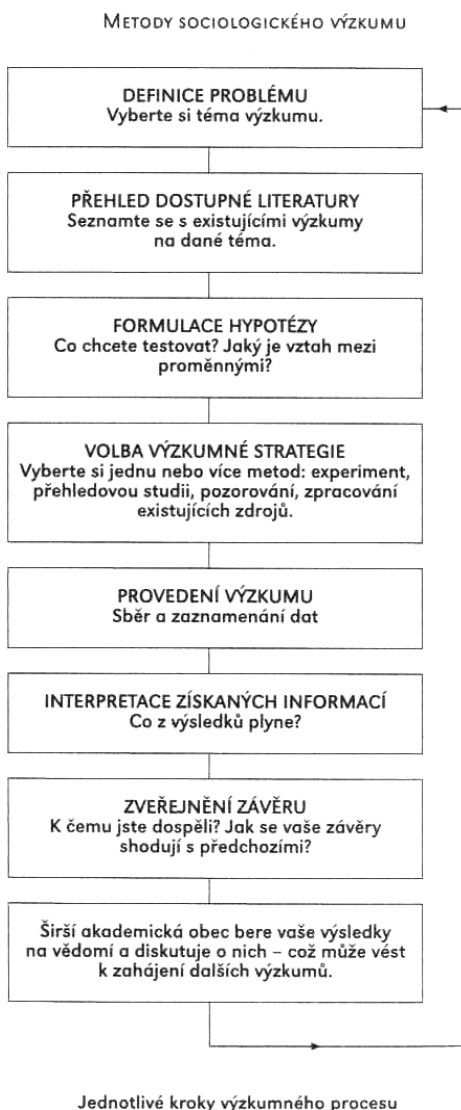 METODY SOCIOLOGICKÉHO VÝZKUMU
DEFINICE PROBLÉMU
Vyberte si téma výzkumu.
PŘEHLED DOSTUPNÉ LITERATURY
Seznamte se s existujícími výzkumy
na dané téma.
FORMULACE HYPOTÉZY
Co chcete testovat? Jaký je vztah mezi
proměnnými?
VOLBA VÝZKUMNÉ STRATEGIE
Vyberte si jednu nebo více metod: experiment,
přehledovou studii, pozorování, zpracování
existujících zdrojů.
PROVEDENÍ VÝZKUMU
Sběr a zaznamenání dat
INTERPRETACE ZÍSKANÝCH INFORMACÍ
Co z výsledků plyne?
ZVEŘEJNĚNÍ ZÁVĚRU
K čemu jste dospěli? Jak se vaše závěry
shodují s předchozími?
Širší akademická obec bere vaše výsledky
na vědomí a diskutuje o nich – což může vést
k zahájení dalších výzkumů.
Jednotlivé kroky výzkumného procesu